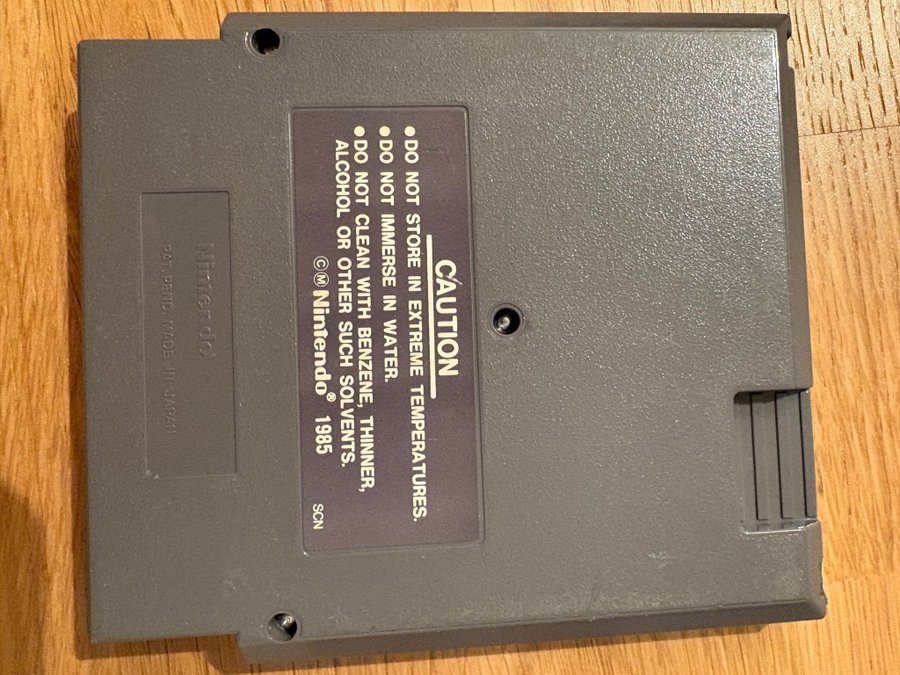 CAUTION
●DO NOT STORE IN EXTREME TEMPERATURES.
●DO NOT IMMERSE IN WATER.
●DO NOT CLEAN WITH BENZENE, THINNER,
ALCOHOL OR OTHER SUCH SOLVENTS.
©Ⓜ Nintendo® 1985
SCN
Nintendo®
PAT. PEND. MADE IN JAPAN